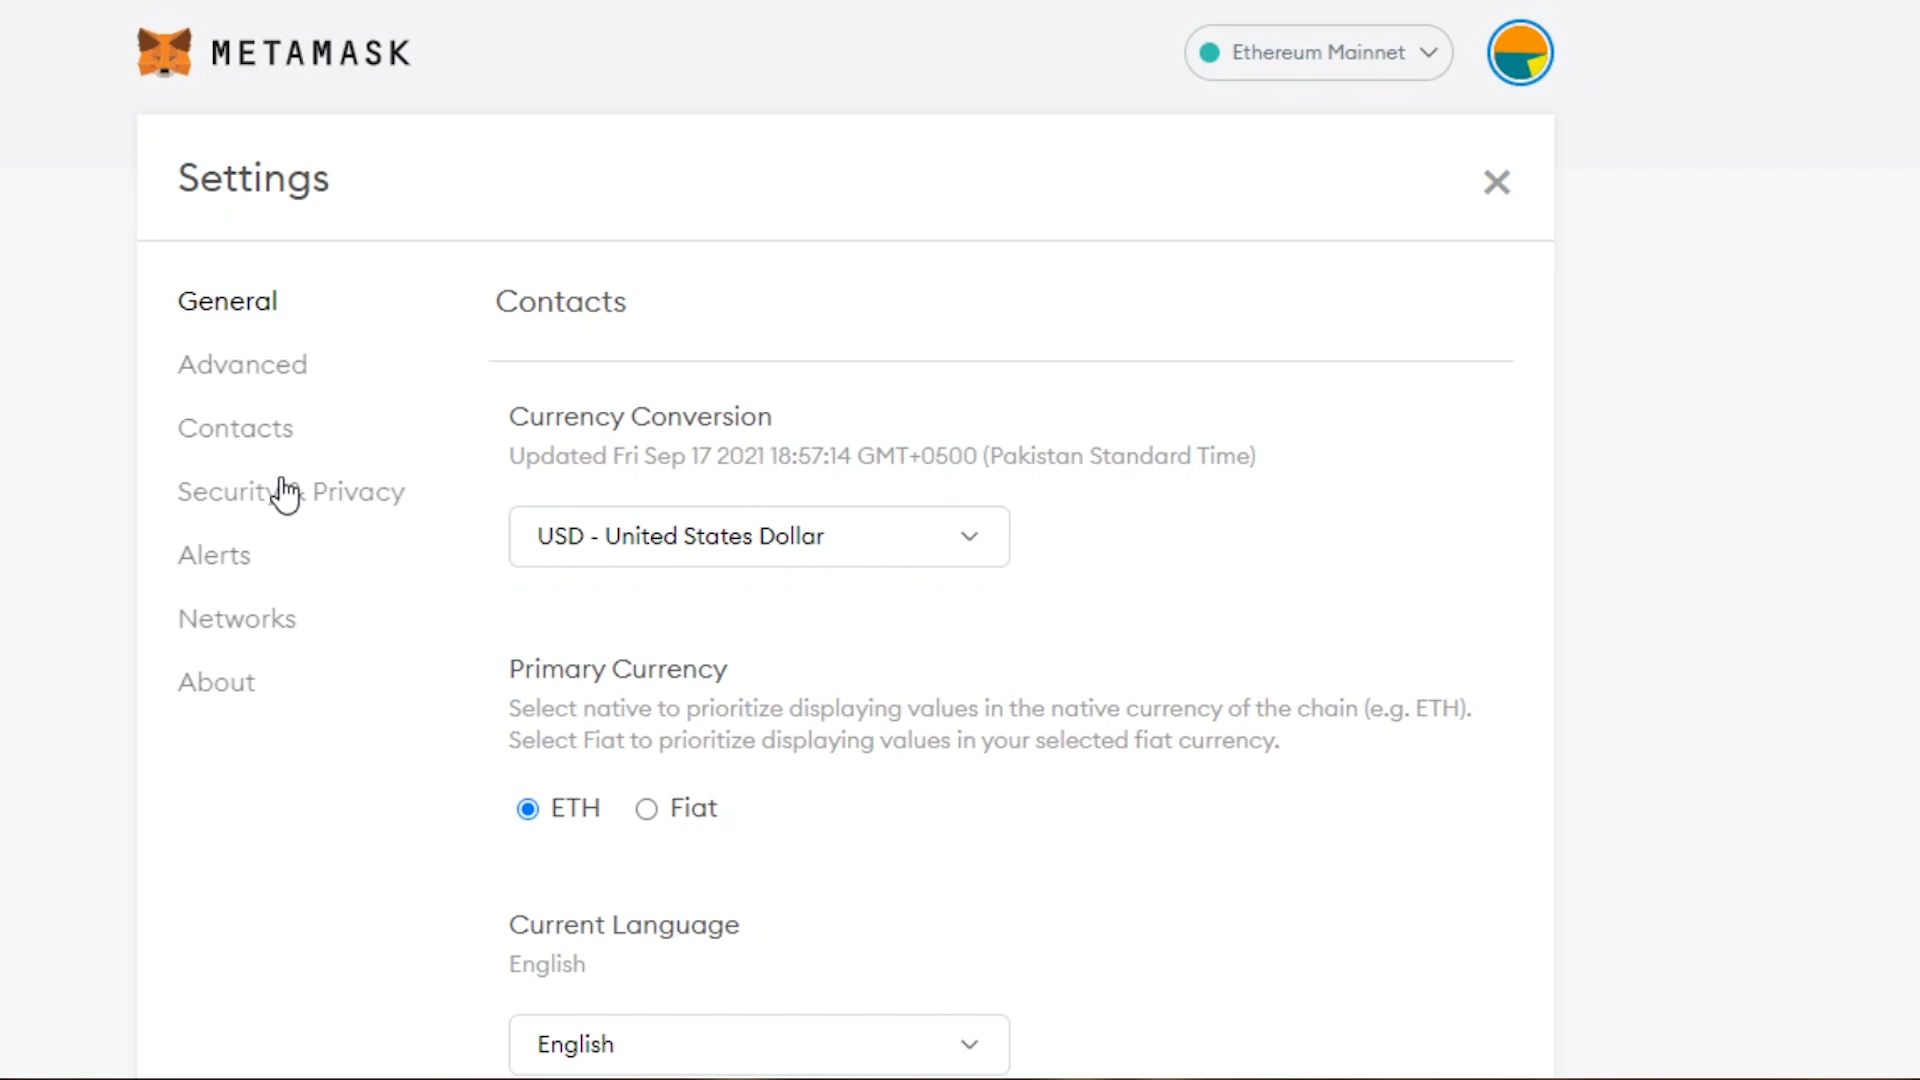 METAMASK
Ethereum Mainnet
Settings
General
Advanced
Contacts
Security & Privacy
Alerts
Networks
About
Contacts
Currency Conversion
Updated Fri Sep 17 2021 18:57:14 GMT+0500 (Pakistan Standard Time)
USD - United States Dollar
Primary Currency
Select native to prioritize displaying values in the native currency of the chain (e.g. ETH).
Select Fiat to prioritize displaying values in your selected fiat currency.
ETH
Fiat
Current Language
English
English